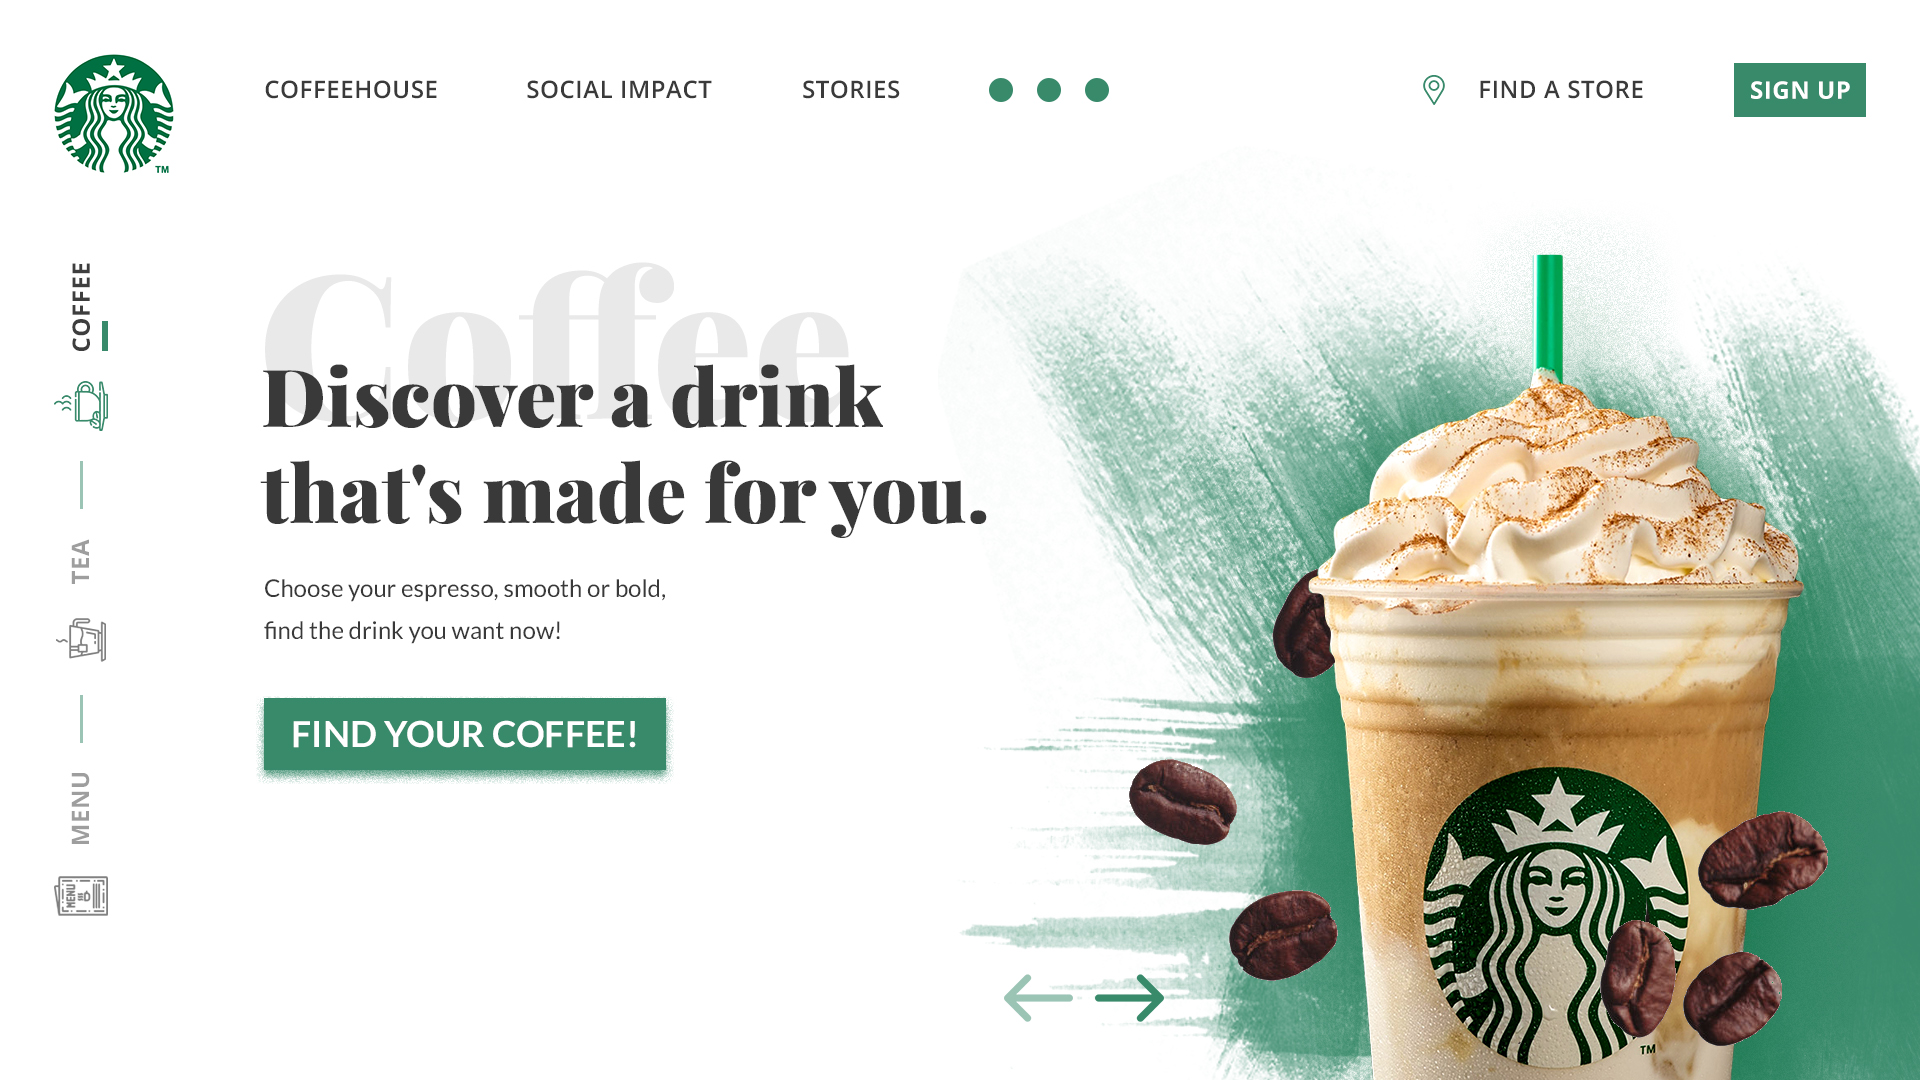 COFFEEHOUSE
SOCIAL IMPACT
STORIES
FIND A STORE
SIGN UP
TM
COFFEE
TEA
MENU
MENU
Coffee
Discover a drink
that's made for you.
Choose your espresso, smooth or bold,
find the drink you want now!
FIND YOUR COFFEE!
TM